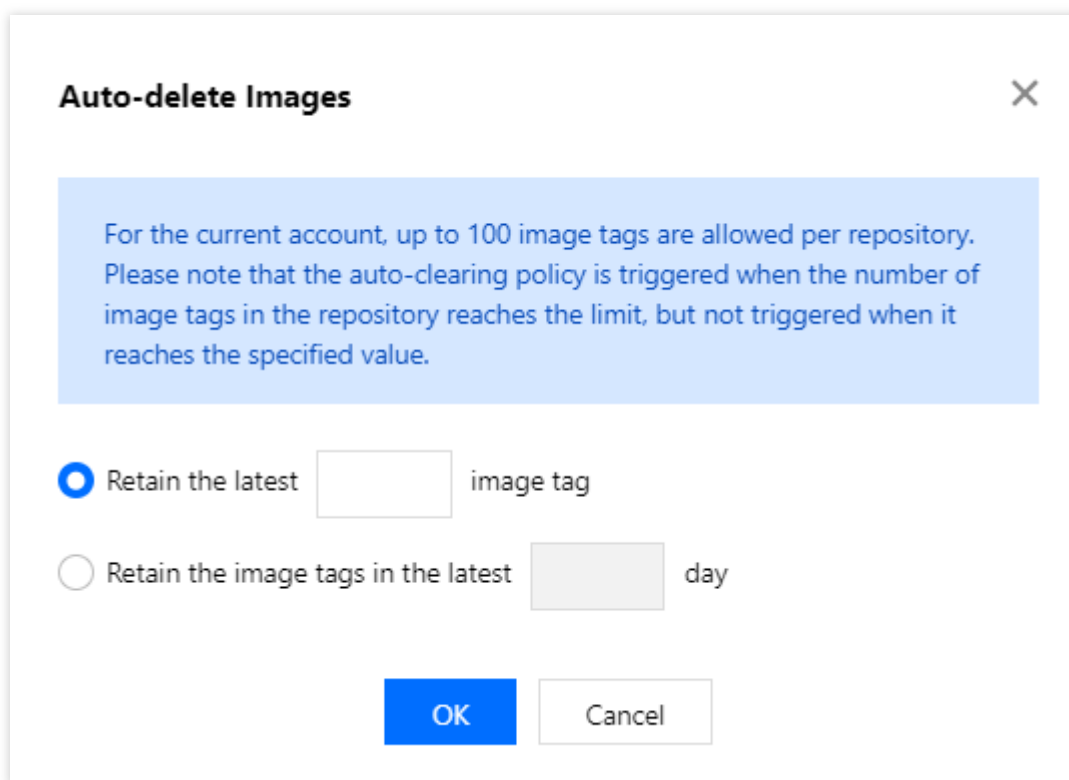 Auto-delete Images
For the current account, up to 100 image tags are allowed per repository.
Please note that the auto-clearing policy is triggered when the number of
image tags in the repository reaches the limit, but not triggered when it
reaches the specified value.
Retain the latest image tag
Retain the image tags in the latest day
OK Cancel